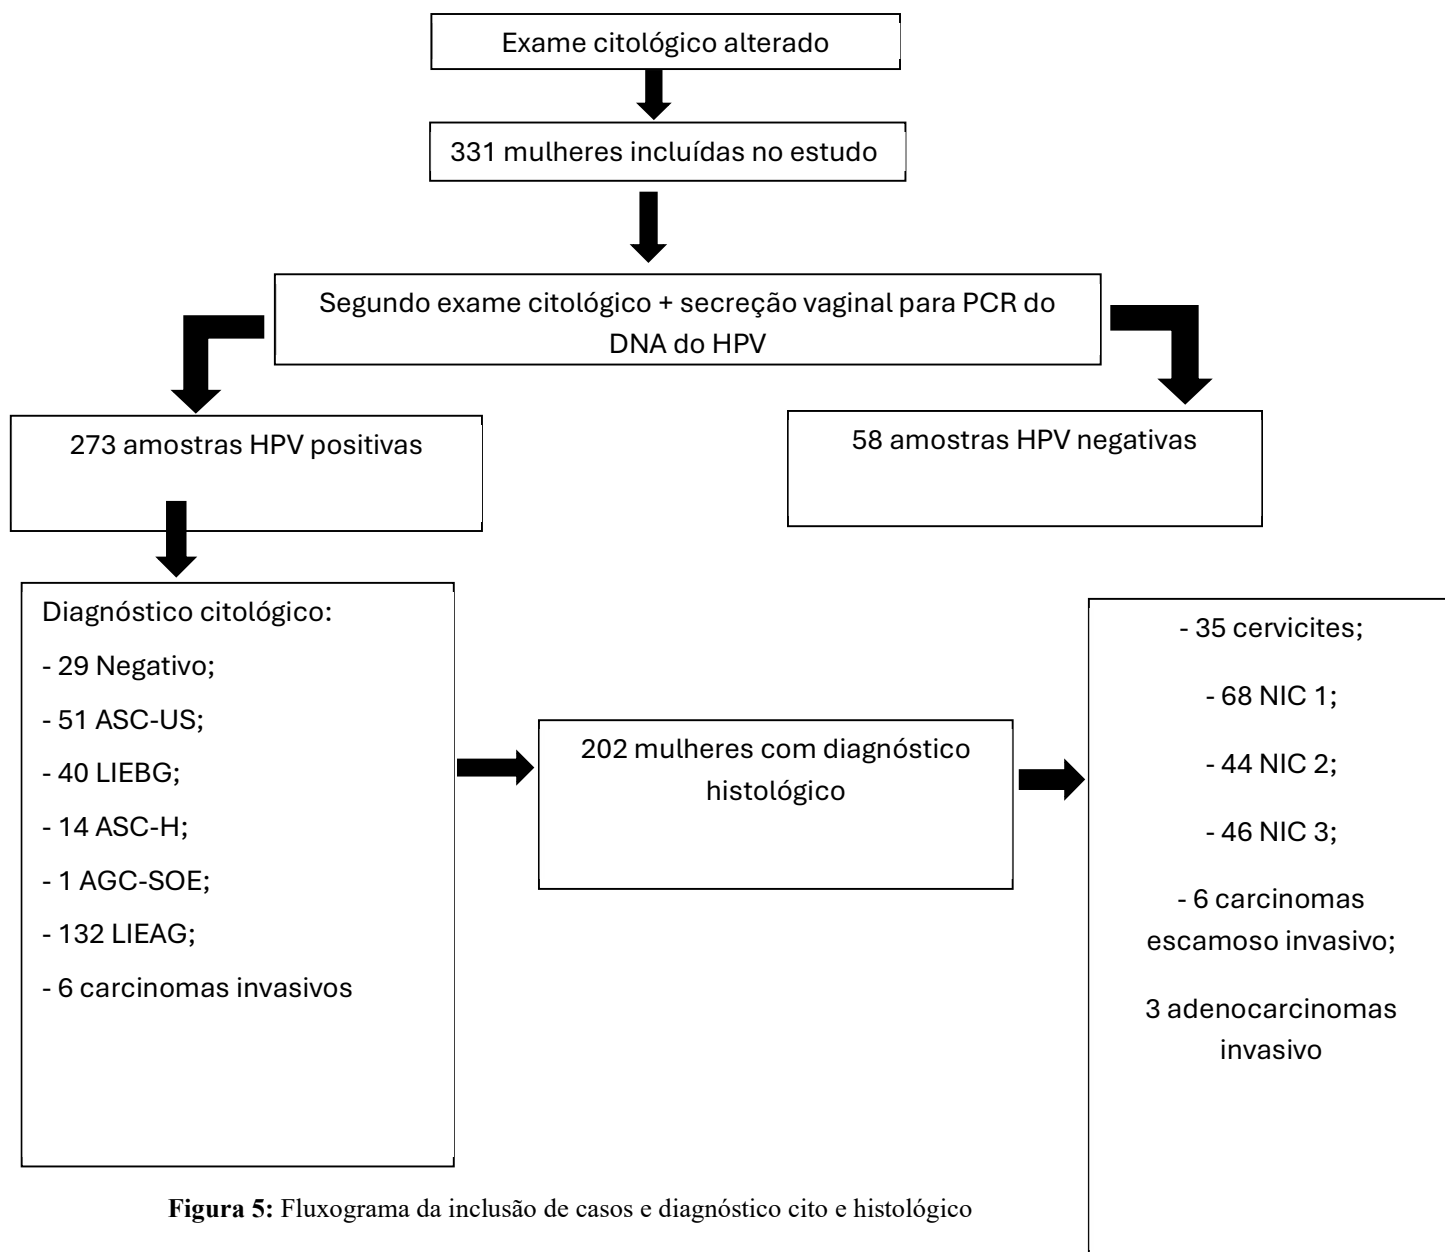 Exame citológico alterado
331 mulheres incluídas no estudo
Segundo exame citológico + secreção vaginal para PCR do
DNA do HPV
273 amostras HPV positivas
58 amostras HPV negativas
Diagnóstico citológico:
- 29 Negativo;
- 51 ASC-US;
- 40 LIEBG;
- 14 ASC-H;
- 1 AGC-SOE;
- 132 LIEAG;
- 6 carcinomas invasivos
202 mulheres com diagnóstico
histológico
- 35 cervicites;
- 68 NIC 1;
- 44 NIC 2;
- 46 NIC 3;
- 6 carcinomas
escamoso invasivo;
3 adenocarcinomas
invasivo
Figura 5: Fluxograma da inclusão de casos e diagnóstico cito e histológico